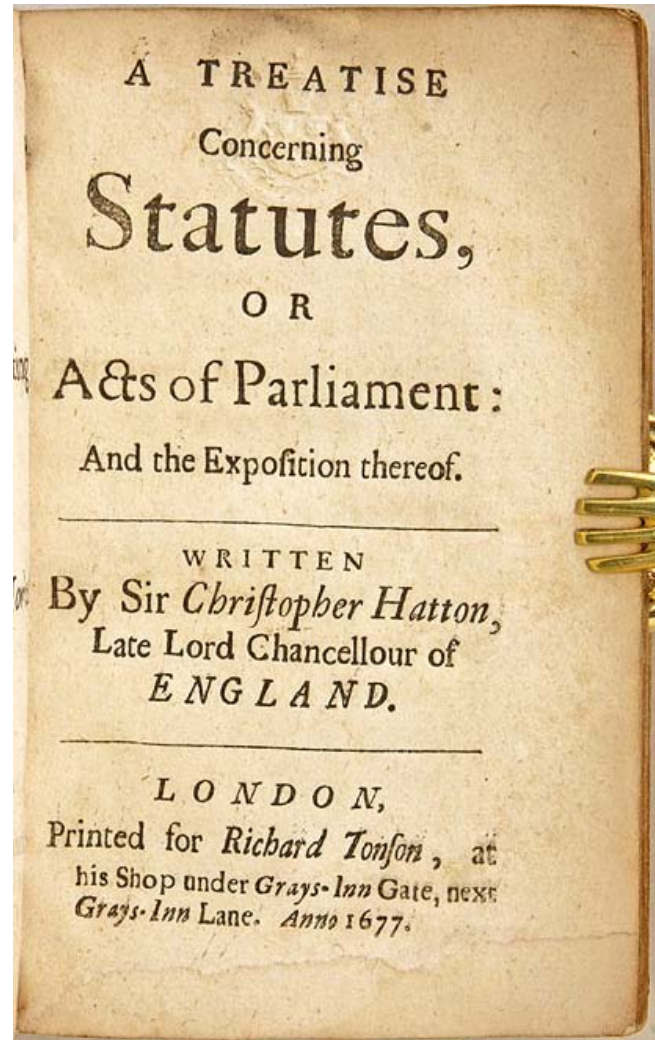 A TREATISE
Concerning
Statutes,
OR
Acts of Parliament:
And the Expoſition thereof.
WRITTEN
By Sir Chriſtopher Hatton,
Late Lord Chancellour of
ENGLAND.
LONDON,
Printed for Richard Tonſon, at
his Shop under Grays-Inn Gate, next
Grays-Inn Lane. Anno 1677.